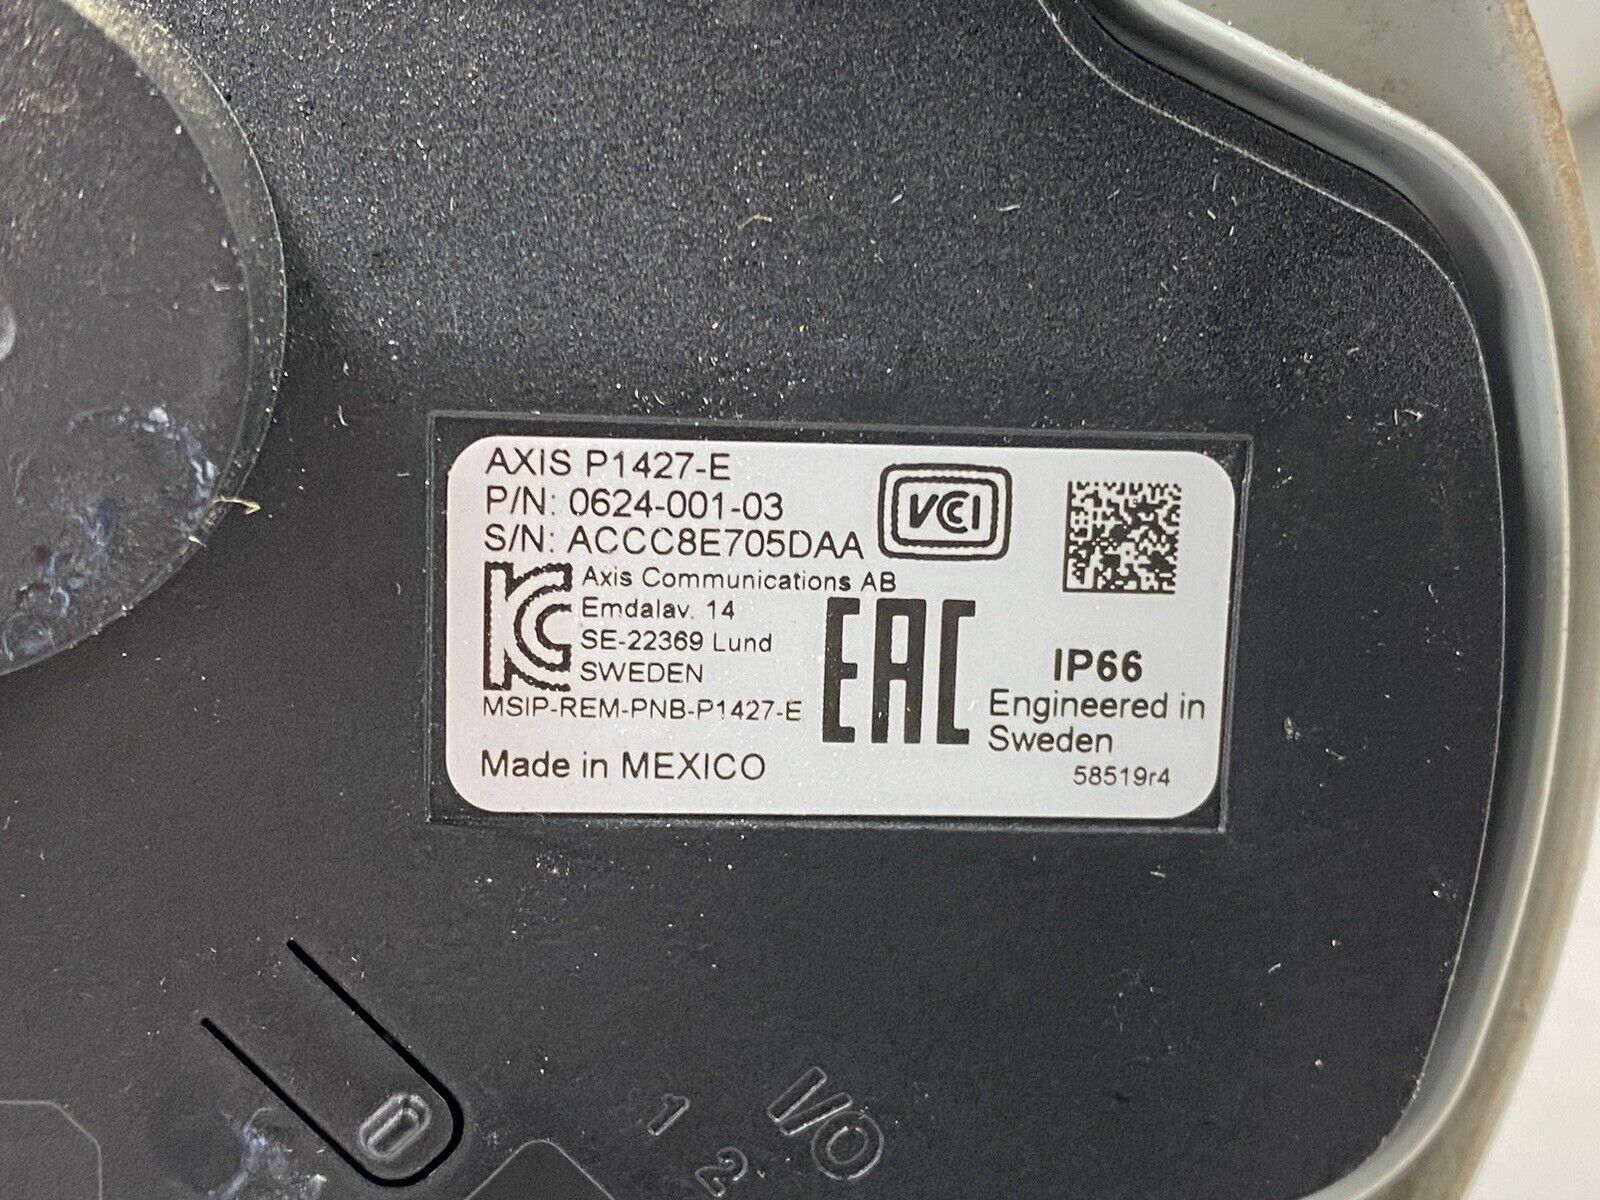 AXIS P1427-E
P/N: 0624-001-03
S/N: ACCC8E705DAA
VCCI
Axis Communications AB
Emdalav. 14
SE-22369 Lund
SWEDEN
MSIP-REM-PNB-P1427-E
EAC
IP66
Engineered in
Sweden
58519r4
Made in MEXICO
I/O
1
2